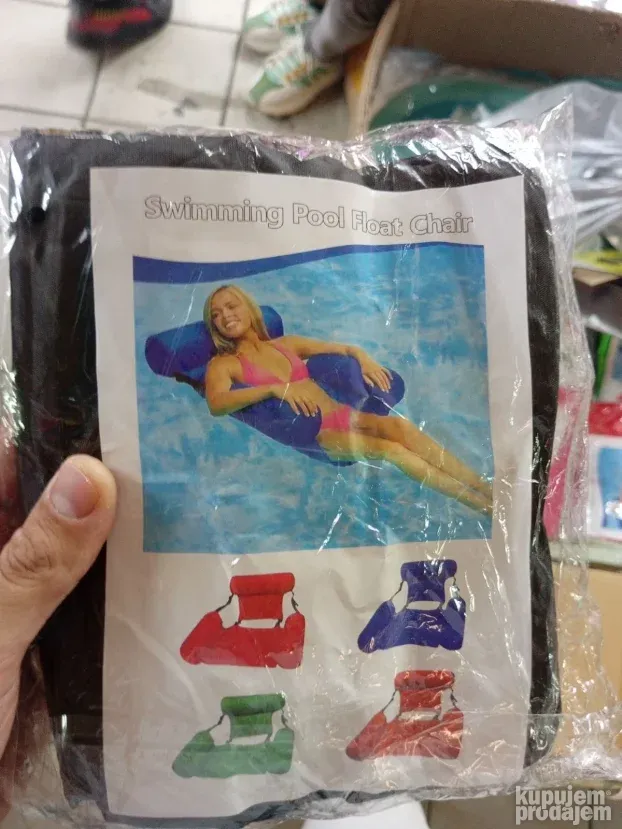 Swimming Pool Float Chair
kupujem
prodajem